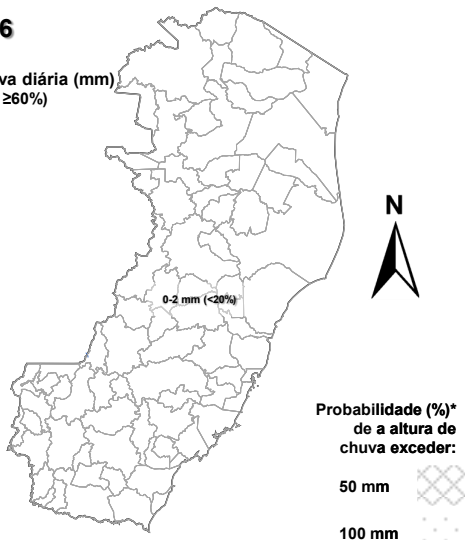 6
va diária (mm)
≥60%)
N
0-2 mm (<20%)
Probabilidade (%)*
de a altura de
chuva exceder:
50 mm
100 mm